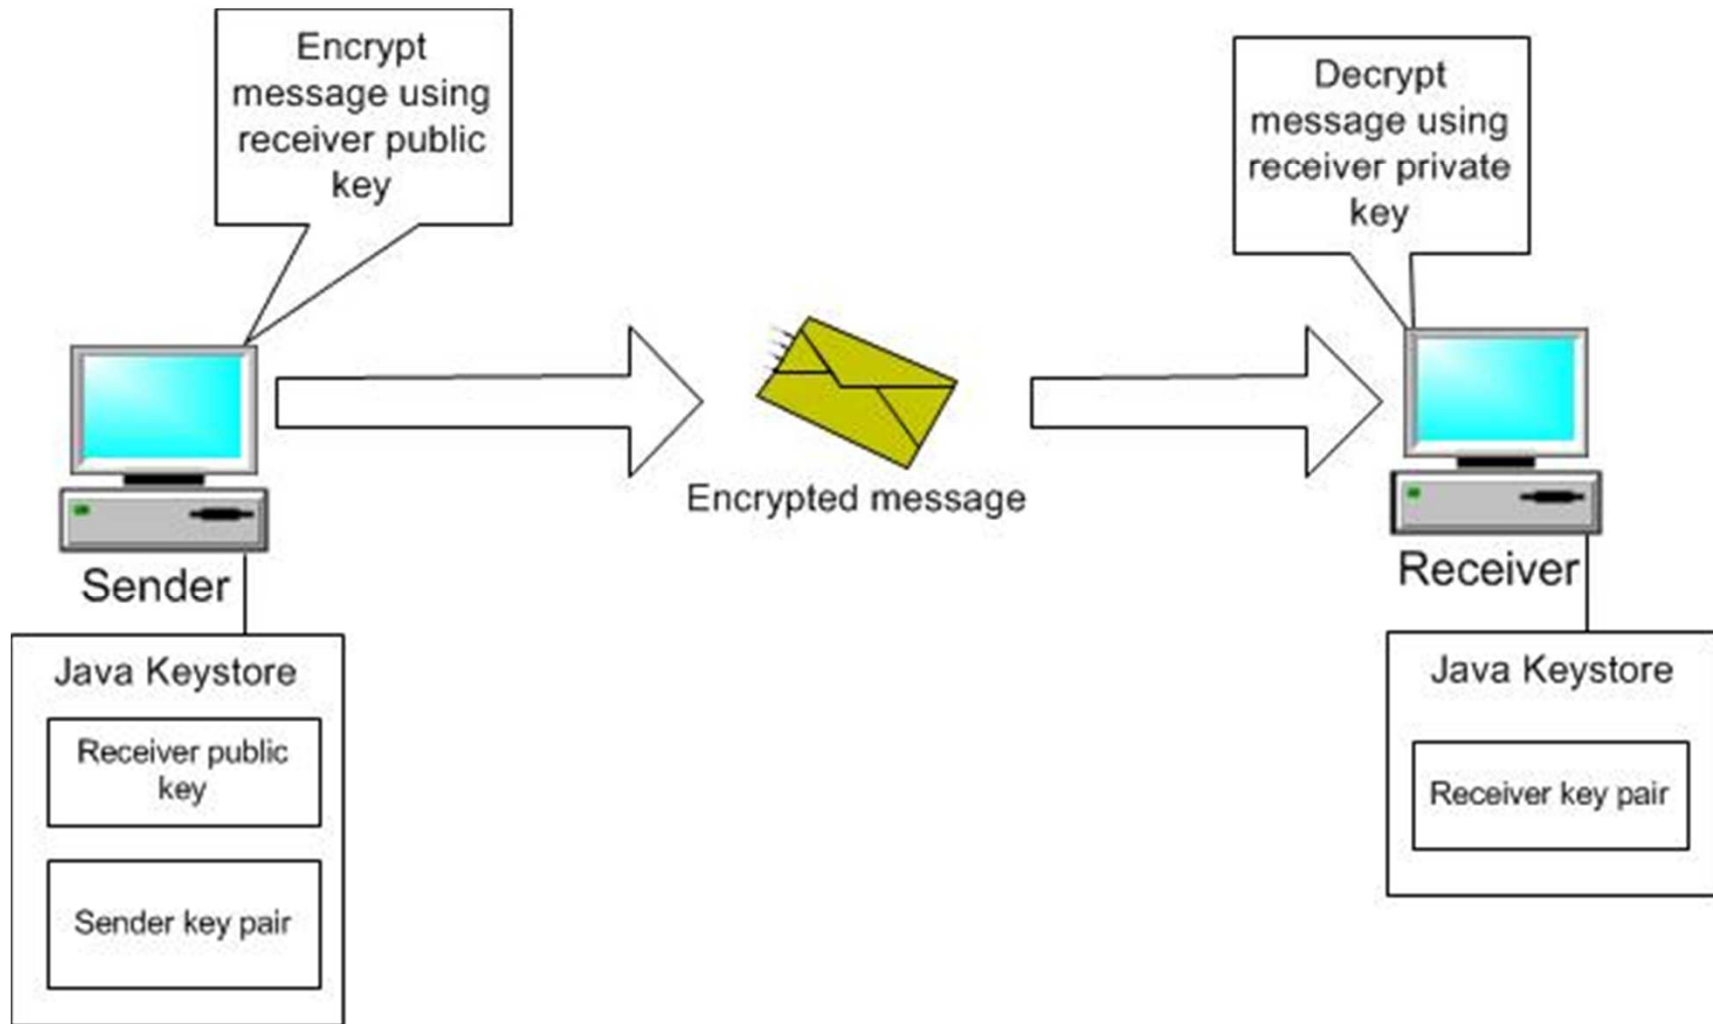 Encrypt
message using
receiver public
key
Decrypt
message using
receiver private
key
Encrypted message
Sender
Receiver
Java Keystore
Receiver public
key
Sender key pair
Java Keystore
Receiver key pair